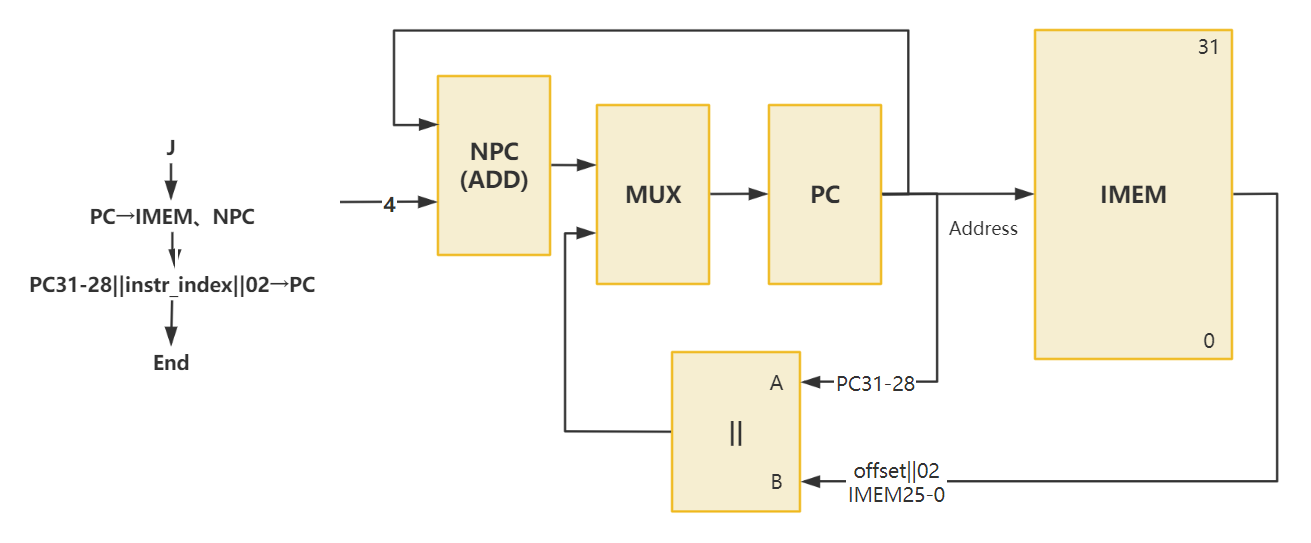 J
PC→IMEM、NPC
PC31-28||instr_index||02→PC
End
4
NPC
(ADD)
MUX
PC
Address
31
IMEM
0
||
A
PC31-28
B
offset||02
IMEM25-0